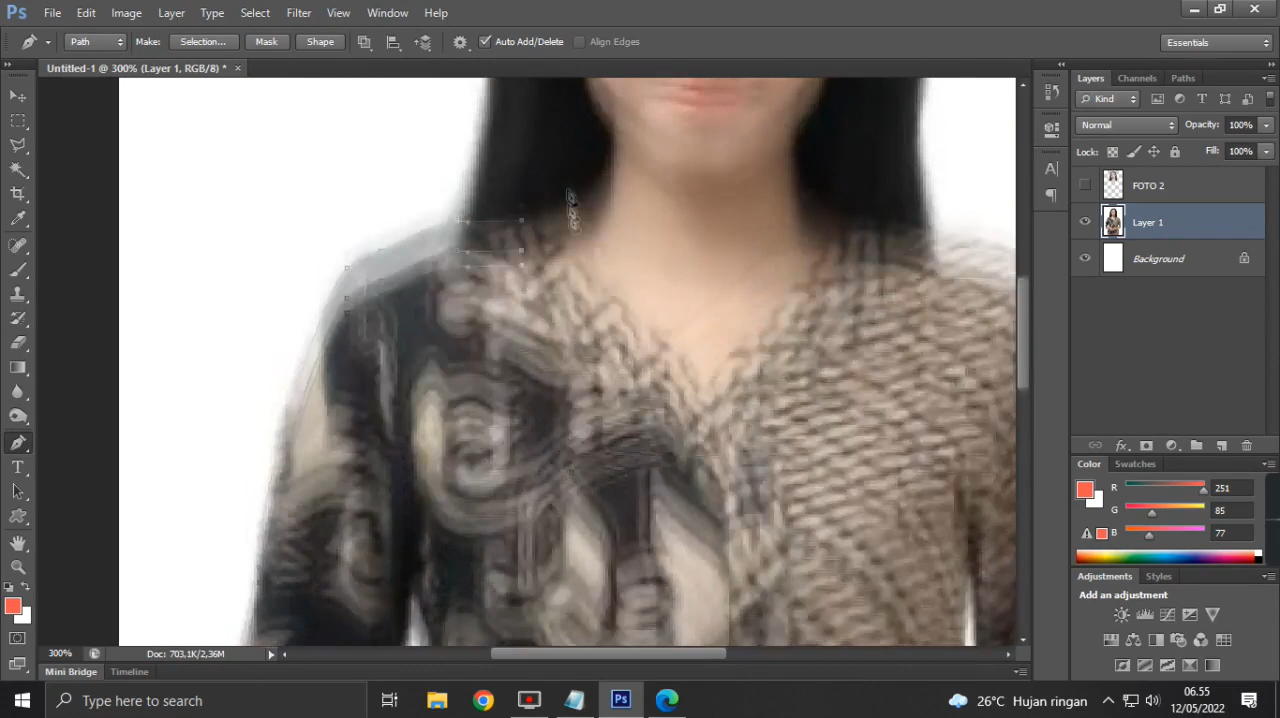 Ps File Edit Image Layer Type Select Filter View Window Help
Path Make: Selection... Mask Shape Auto Add/Delete Align Edges Essentials
Untitled-1 @ 300% (Layer 1, RGB/8) * ×
Layers Channels Paths
Kind
Normal Opacity: 100%
Lock: Fill: 100%
FOTO 2
Layer 1
Background
Color Swatches
R 251
G 85
B 77
Adjustments Styles
Add an adjustment
300% Doc: 703,1K/2,36M
Mini Bridge Timeline
Type here to search
Ps
26°C Hujan ringan
06.55
12/05/2022